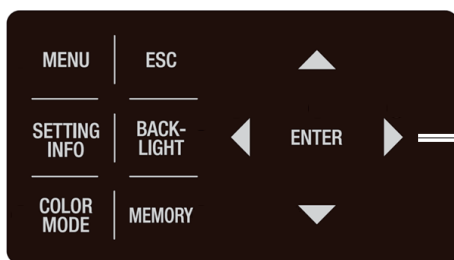 MENU
ESC
SETTING
INFO
BACK-
LIGHT
ENTER
COLOR
MODE
MEMORY